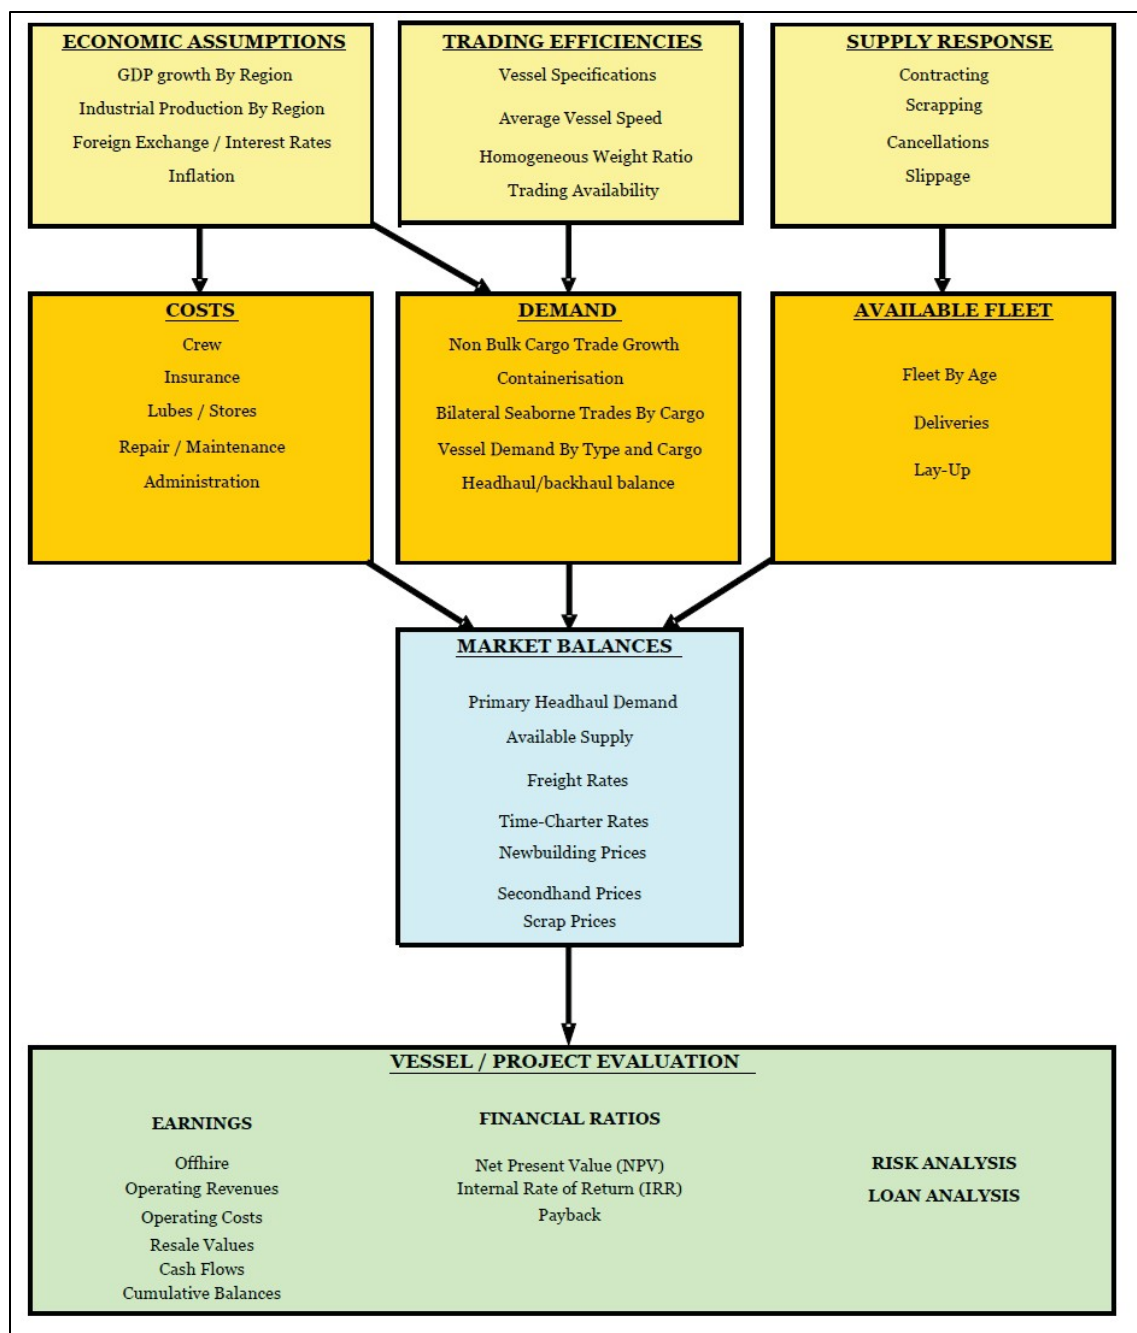 ECONOMIC ASSUMPTIONS
GDP growth By Region
Industrial Production By Region
Foreign Exchange / Interest Rates
Inflation
TRADING EFFICIENCIES
Vessel Specifications
Average Vessel Speed
Homogeneous Weight Ratio
Trading Availability
SUPPLY RESPONSE
Contracting
Scrapping
Cancellations
Slippage
COSTS
Crew
Insurance
Lubes / Stores
Repair / Maintenance
Administration
DEMAND
Non Bulk Cargo Trade Growth
Containerisation
Bilateral Seaborne Trades By Cargo
Vessel Demand By Type and Cargo
Headhaul/backhaul balance
AVAILABLE FLEET
Fleet By Age
Deliveries
Lay-Up
MARKET BALANCES
Primary Headhaul Demand
Available Supply
Freight Rates
Time-Charter Rates
Newbuilding Prices
Secondhand Prices
Scrap Prices
VESSEL / PROJECT EVALUATION
EARNINGS
Offhire
Operating Revenues
Operating Costs
Resale Values
Cash Flows
Cumulative Balances
FINANCIAL RATIOS
Net Present Value (NPV)
Internal Rate of Return (IRR)
Payback
RISK ANALYSIS
LOAN ANALYSIS